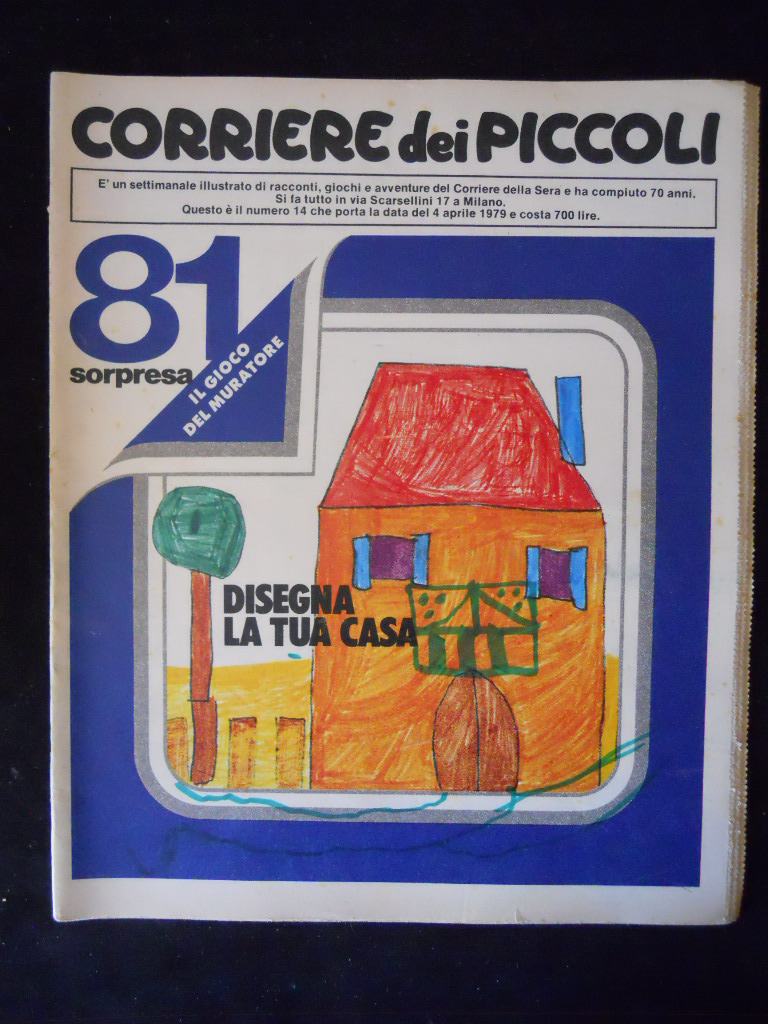 CORRIERE dei PICCOLI
E' un settimanale illustrato di racconti, giochi e avventure del Corriere della Sera e ha compiuto 70 anni.
Si fa tutto in via Scarsellini 17 a Milano.
Questo è il numero 14 che porta la data del 4 aprile 1979 e costa 700 lire.
81
sorpresa
IL GIOCO
DEL MURATORE
DISEGNA
LA TUA CASA